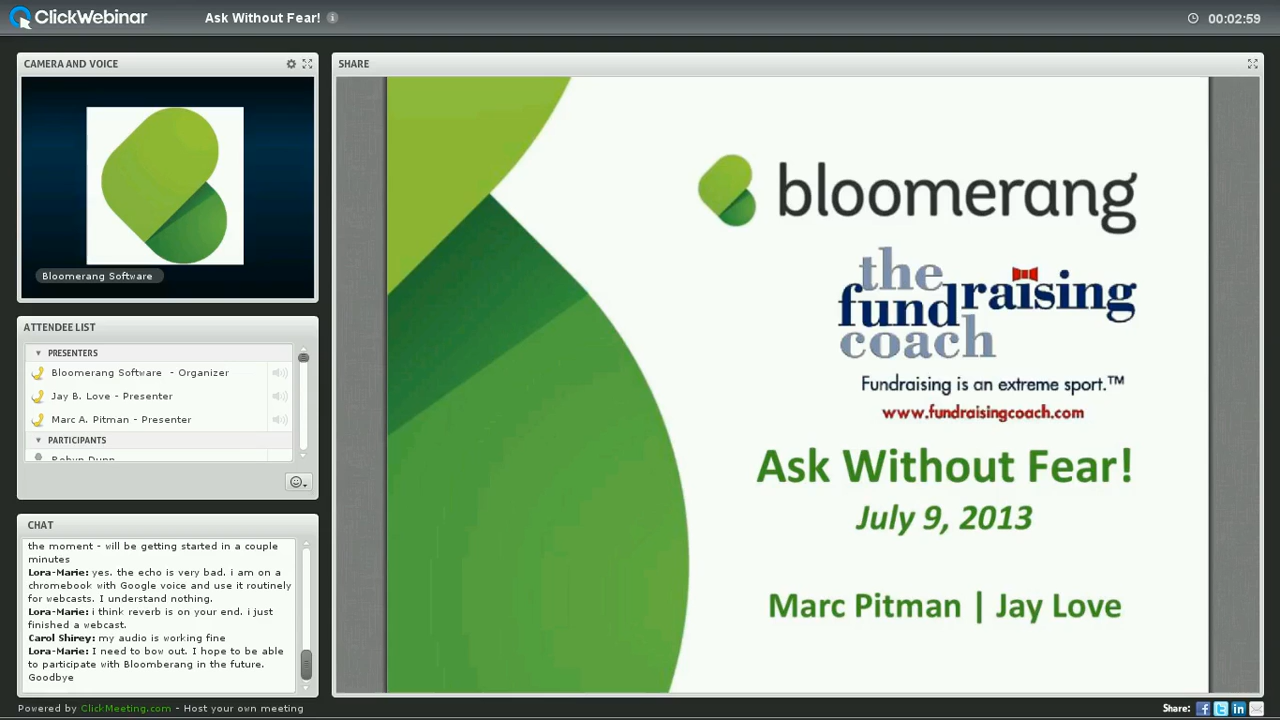 ClickWebinar
Ask Without Fear!
00:02:59
CAMERA AND VOICE
Bloomerang Software
ATTENDEE LIST
PRESENTERS
Bloomerang Software - Organizer
Jay B. Love - Presenter
Marc A. Pitman - Presenter
PARTICIPANTS
Robyn Dunn
CHAT
the moment - will be getting started in a couple
minutes
Lora-Marie: yes. the echo is very bad. i am on a
chromebook with Google voice and use it routinely
for webcasts. I understand nothing.
Lora-Marie: i think reverb is on your end. i just
finished a webcast.
Carol Shirey: my audio is working fine
Lora-Marie: I need to bow out. I hope to be able
to participate with Bloomberang in the future.
Goodbye
SHARE
bloomerang
the
fundraising
coach
Fundraising is an extreme sport.™
www.fundraisingcoach.com
Ask Without Fear!
July 9, 2013
Marc Pitman | Jay Love
Powered by ClickMeeting.com - Host your own meeting
Share: